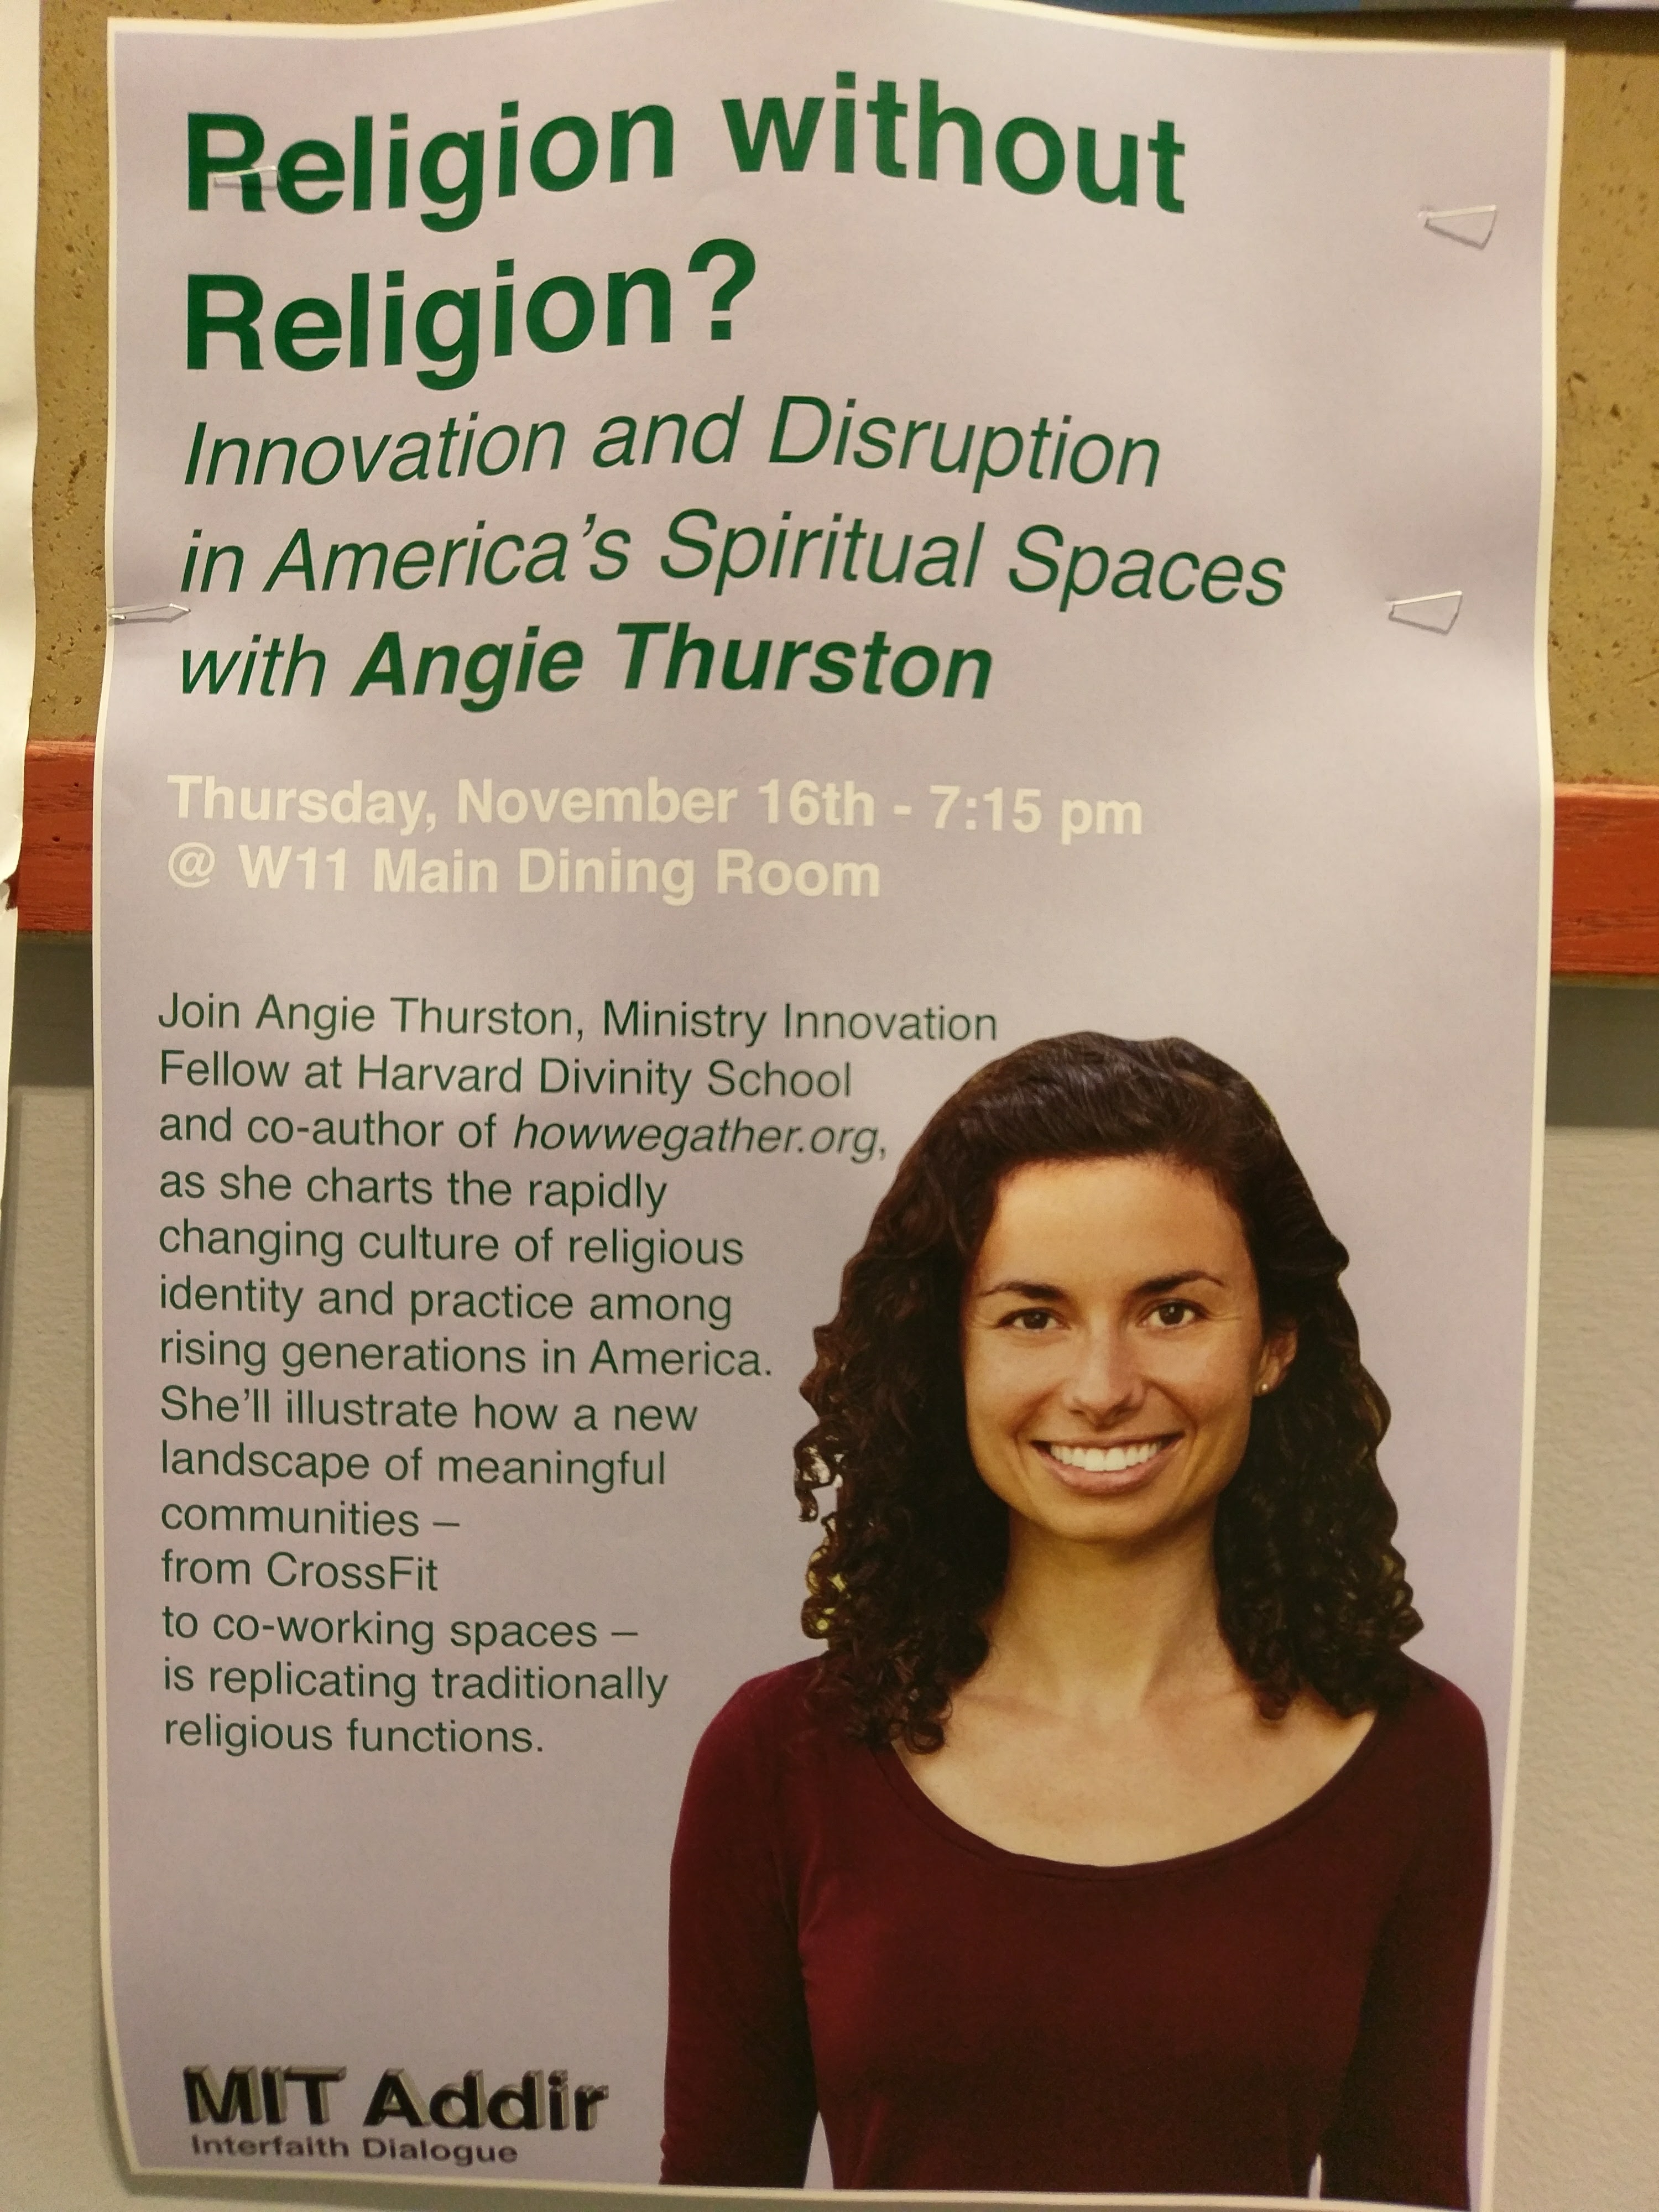 Religion without
Religion?
Innovation and Disruption
in America's Spiritual Spaces
with Angie Thurston
Thursday, November 16th - 7:15 pm
@ W11 Main Dining Room
Join Angie Thurston, Ministry Innovation
Fellow at Harvard Divinity School
and co-author of howwegather.org,
as she charts the rapidly
changing culture of religious
identity and practice among
rising generations in America.
She'll illustrate how a new
landscape of meaningful
communities –
from CrossFit
to co-working spaces –
is replicating traditionally
religious functions.
MIT Addir
Interfaith Dialogue